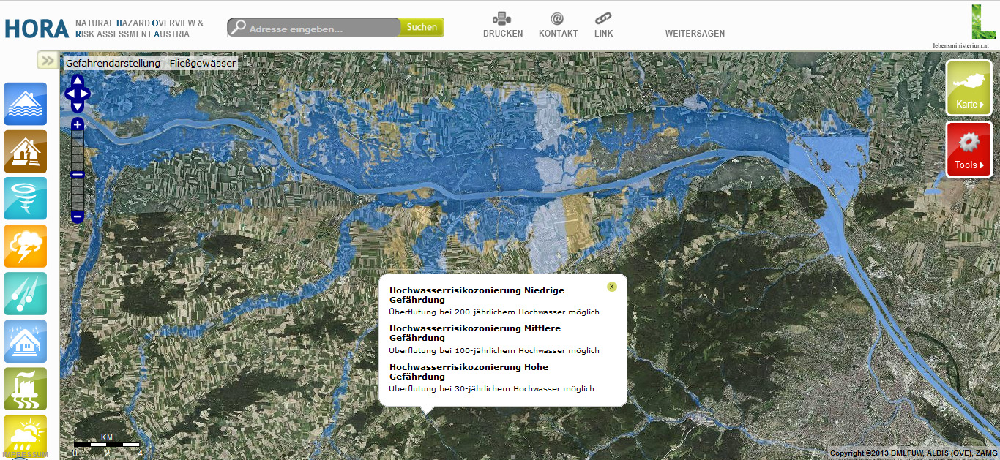 HORA
NATURAL HAZARD OVERVIEW &
RISK ASSESSMENT AUSTRIA
Adresse eingeben...
Suchen
DRUCKEN
KONTAKT
LINK
WEITERSAGEN
lebensministerium.at
Gefahrendarstellung - Fließgewässer
Karte
Tools
x
Hochwasserrisikozonierung Niedrige
Gefährdung
Überflutung bei 200-jährlichem Hochwasser möglich
Hochwasserrisikozonierung Mittlere
Gefährdung
Überflutung bei 100-jährlichem Hochwasser möglich
Hochwasserrisikozonierung Hohe
Gefährdung
Überflutung bei 30-jährlichem Hochwasser möglich
KM
0 2 4
IMPRESSUM
Copyright ©2013 BMLFUW, ALDIS (OVE), ZAMG